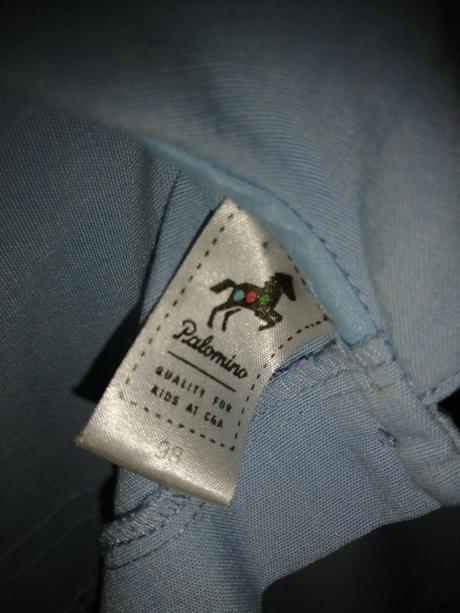 Palomino
QUALITY FOR
KIDS AT C&A
98